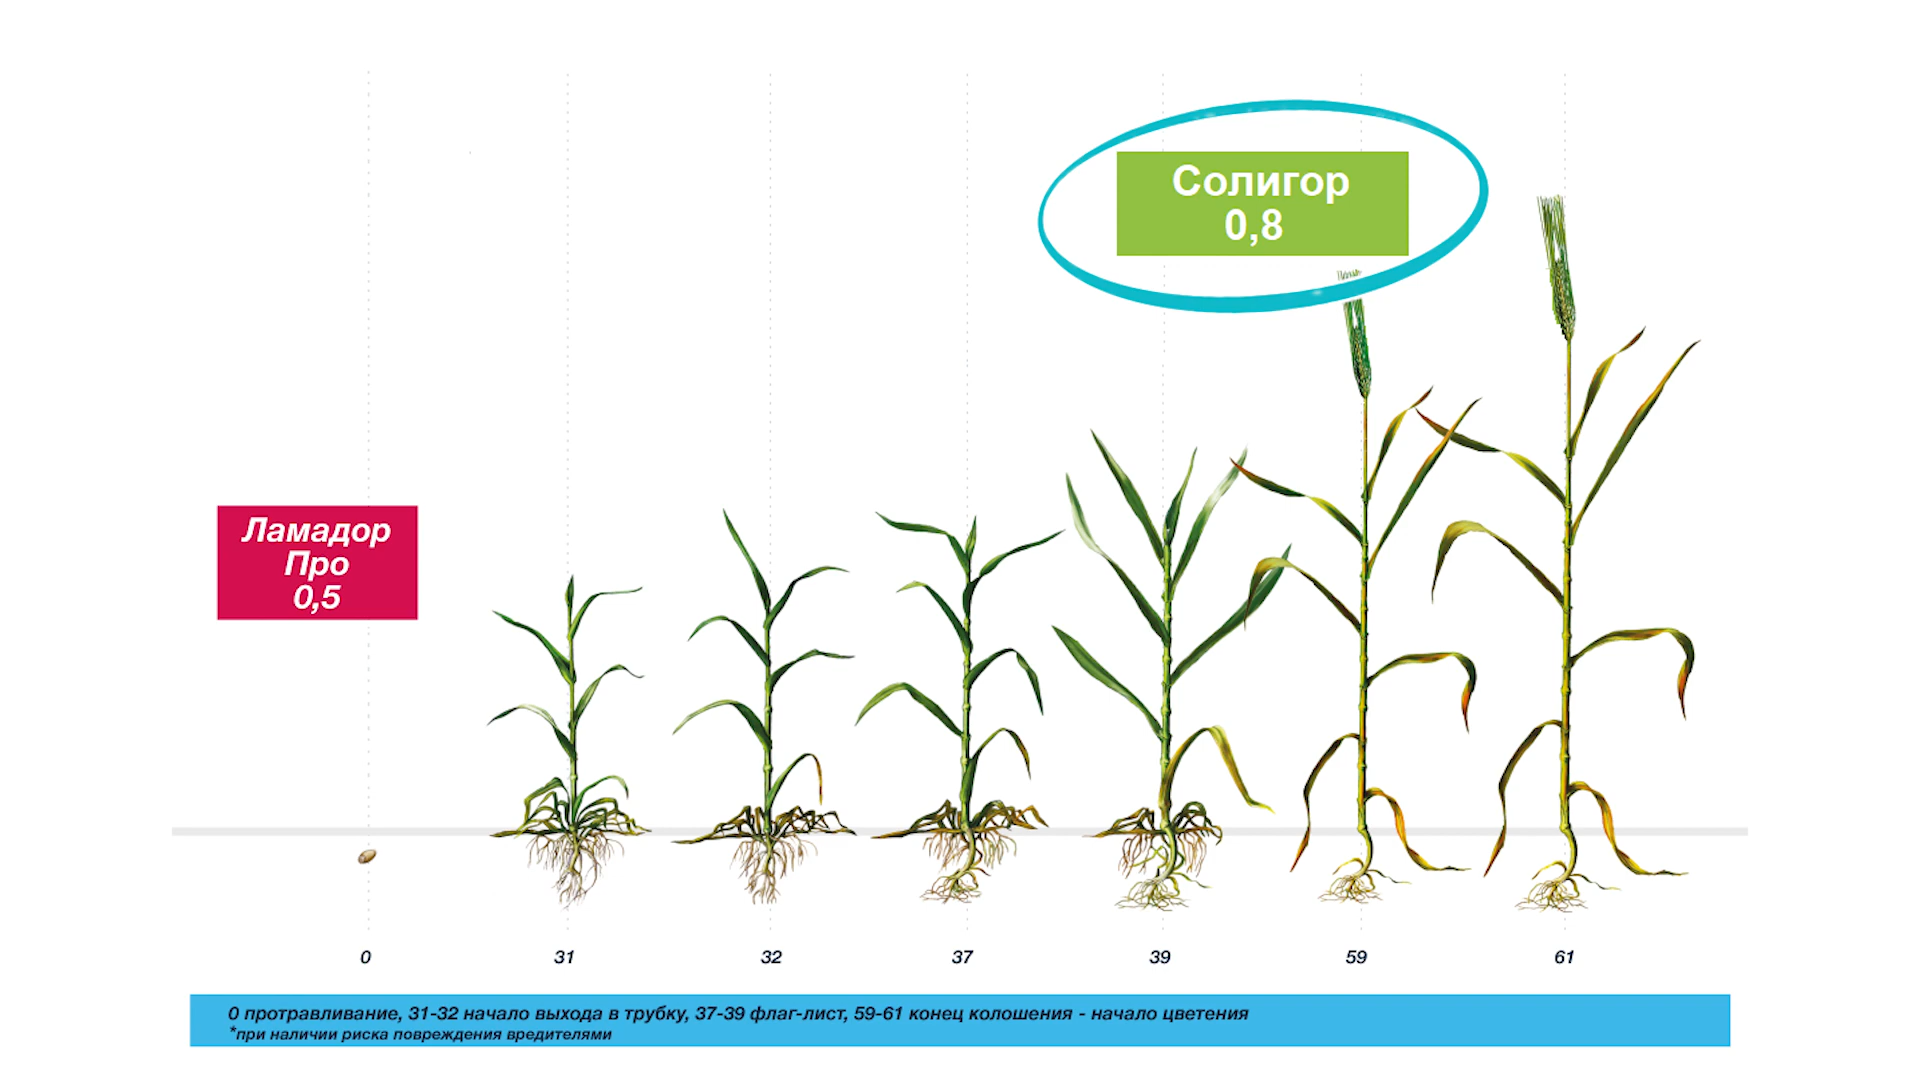 Солигор
0,8
Ламадор
Про
0,5
0
31
32
37
39
59
61
0 протравливание, 31-32 начало выхода в трубку, 37-39 флаг-лист, 59-61 конец колошения - начало цветения
*при наличии риска повреждения вредителями